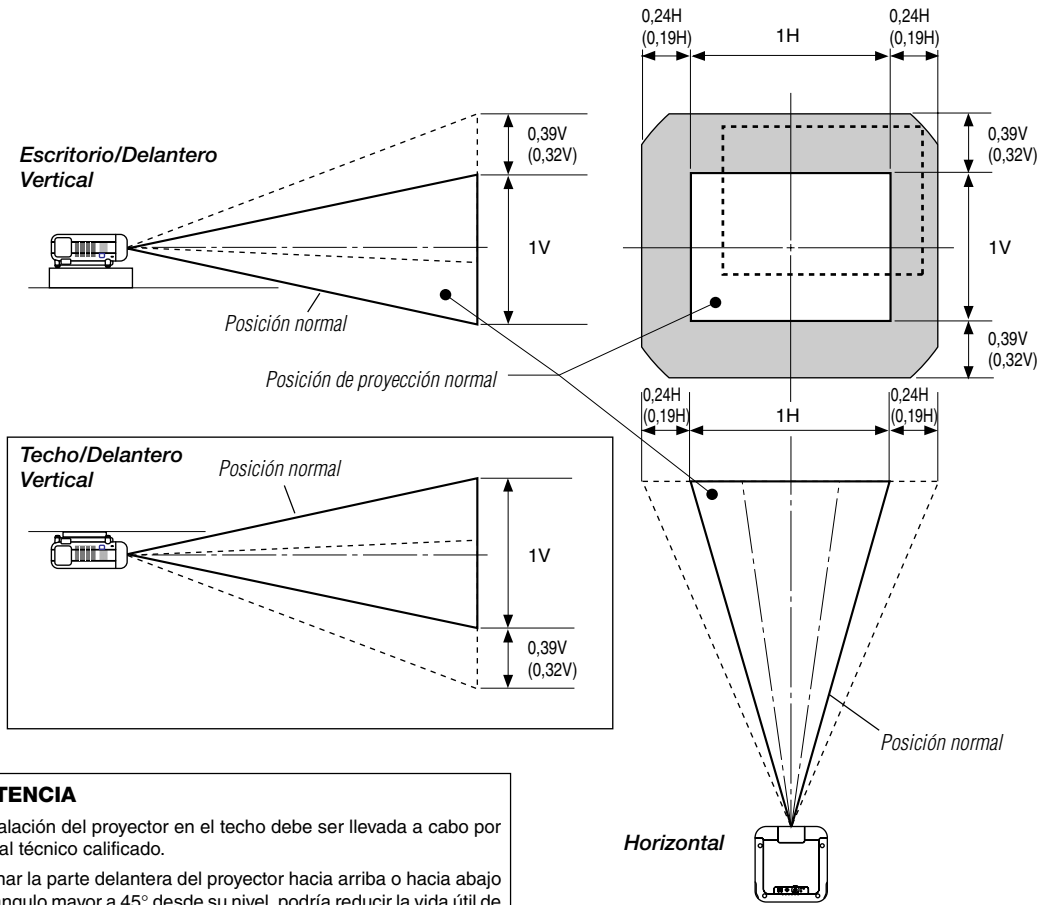 0,24H
(0,19H)
1H
0,24H
(0,19H)
Escritorio/Delantero
Vertical
0,39V
(0,32V)
1V
Posición normal
0,39V
(0,32V)
1V
0,39V
(0,32V)
Posición de proyección normal
0,24H
(0,19H)
1H
0,24H
(0,19H)
Techo/Delantero
Vertical
Posición normal
1V
0,39V
(0,32V)
Posición normal
Horizontal
TENCIA
alación del proyector en el techo debe ser llevada a cabo por
al técnico calificado.
nar la parte delantera del proyector hacia arriba o hacia abajo
ángulo mayor a 45° desde su nivel, podría reducir la vida útil de